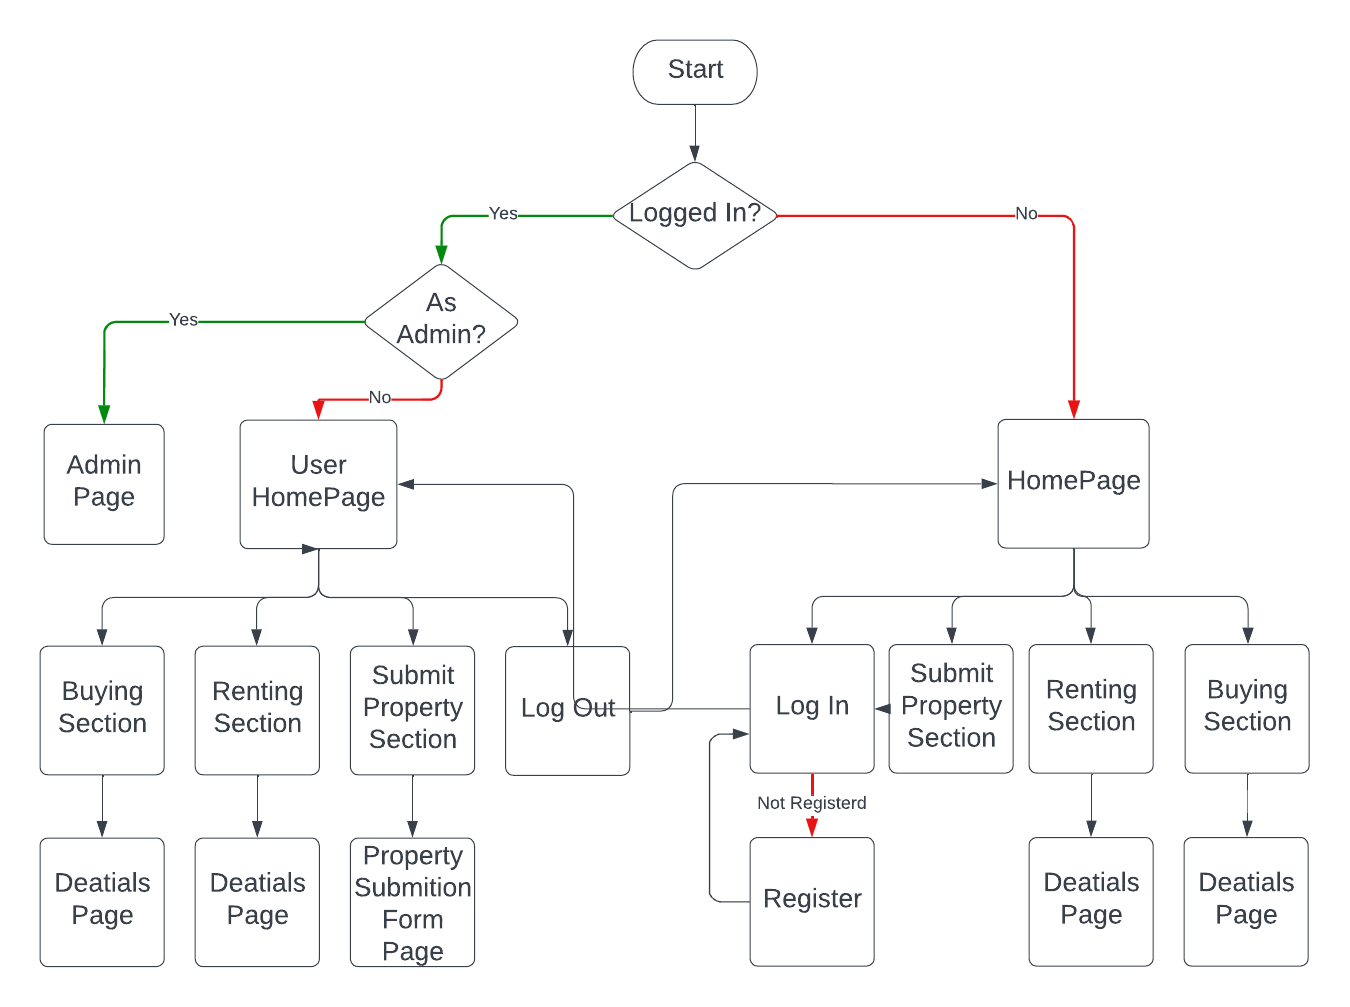 Start
Logged In?
Yes
No
As
Admin?
Yes
No
Admin
Page
User
HomePage
HomePage
Buying
Section
Renting
Section
Submit
Property
Section
Log Out
Log In
Submit
Property
Section
Renting
Section
Buying
Section
Not Registerd
Deatials
Page
Deatials
Page
Property
Submition
Form
Page
Register
Deatials
Page
Deatials
Page